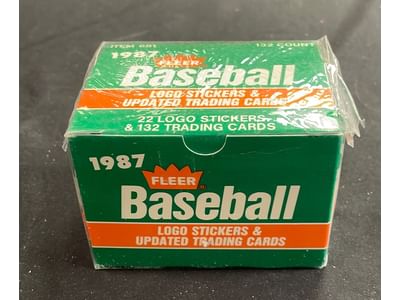 ITEM 681 132 COUNT
1987
FLEER
Baseball
LOGO STICKERS &
UPDATED TRADING CARDS
22 LOGO STICKERS
& 132 TRADING CARDS
1987
FLEER
Baseball
LOGO STICKERS &
UPDATED TRADING CARDS